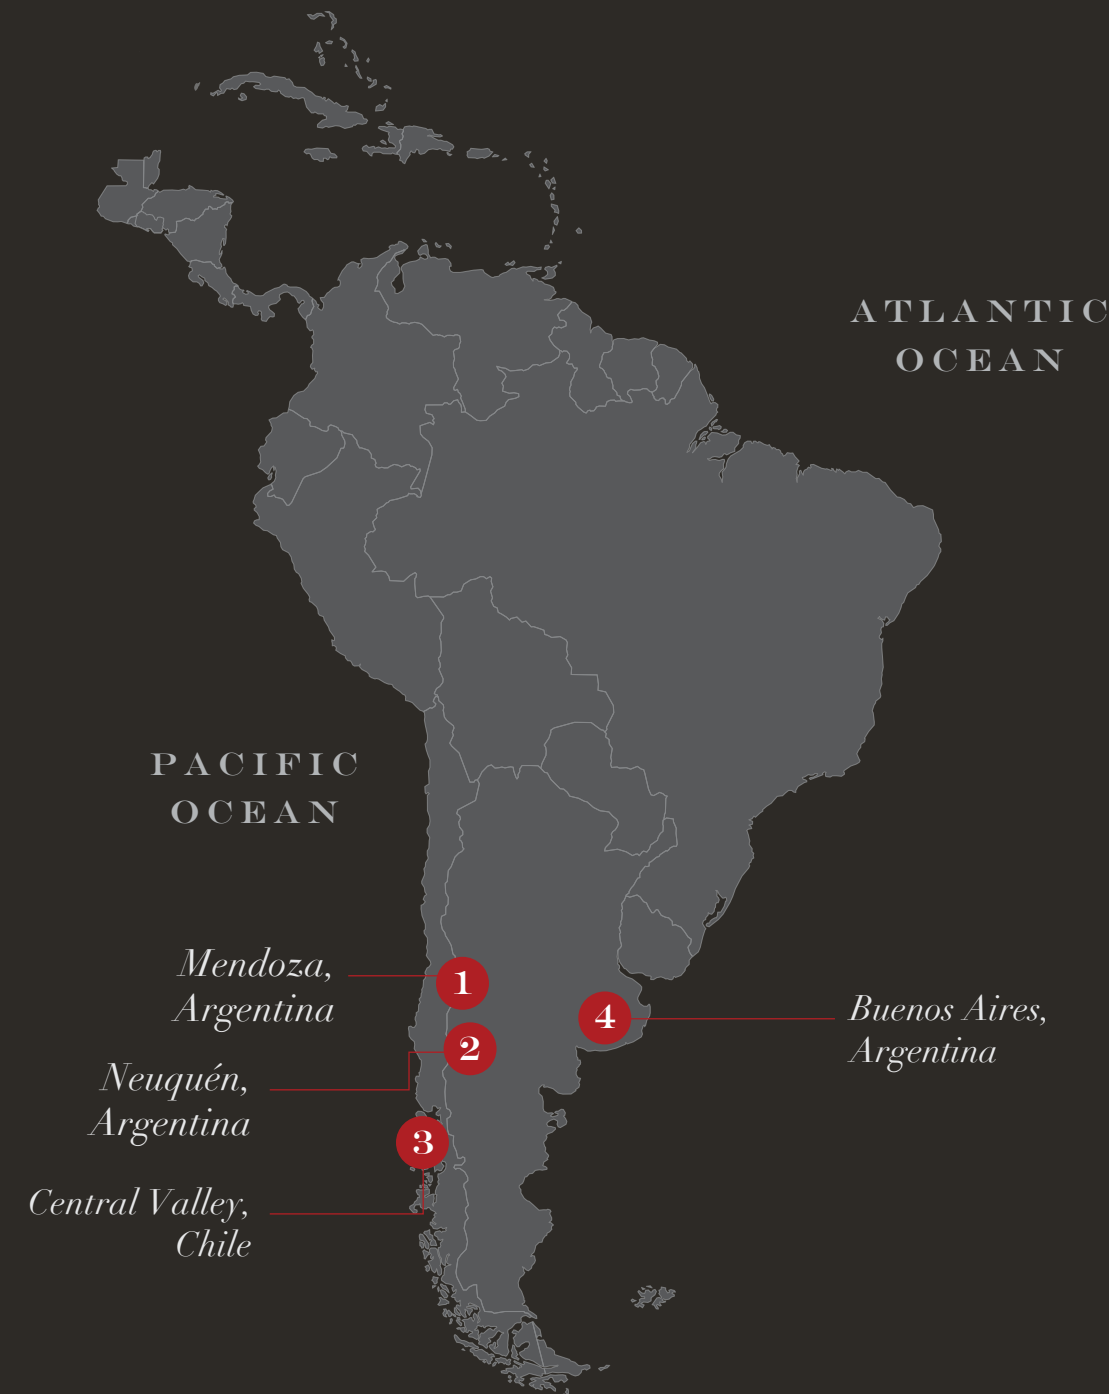 ATLANTIC
OCEAN
PACIFIC
OCEAN
Mendoza,
Argentina
1
Neuquén,
Argentina
2
4
Buenos Aires,
Argentina
3
Central Valley,
Chile